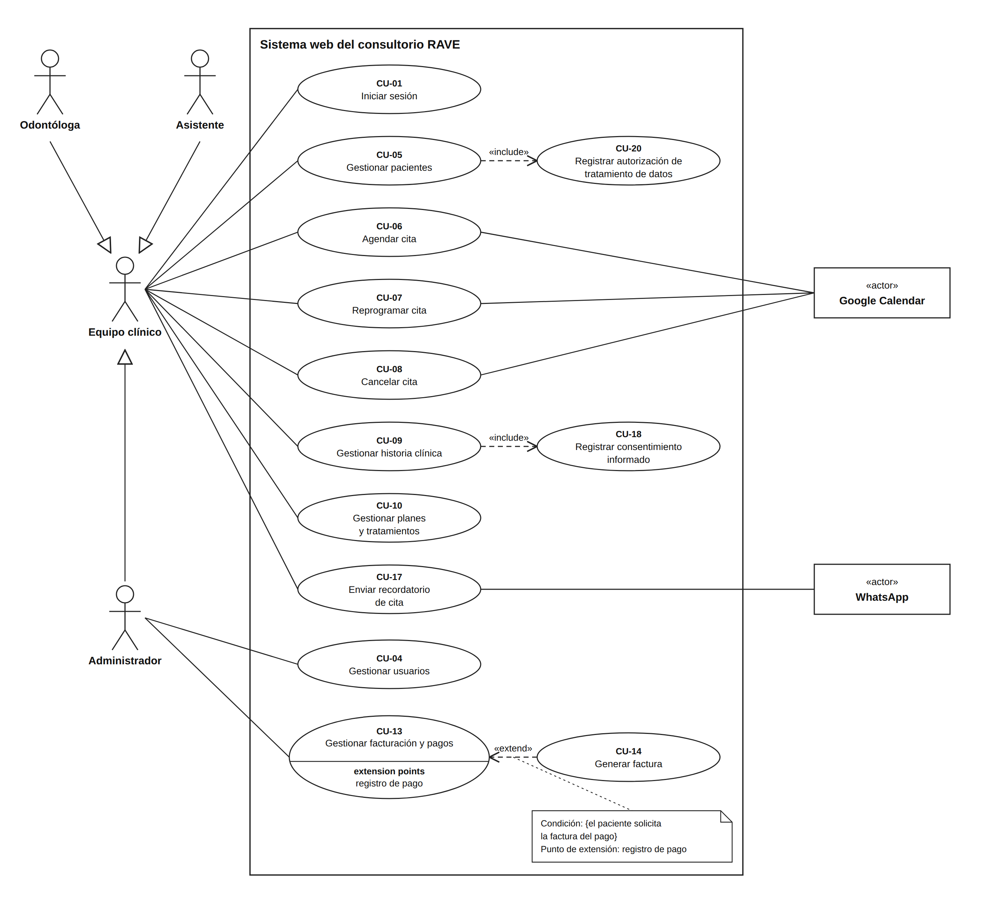 Sistema web del consultorio RAVE
Odontóloga
Asistente
CU-01
Iniciar sesión
CU-05
Gestionar pacientes
«include»
CU-20
Registrar autorización de
tratamiento de datos
CU-06
Agendar cita
CU-07
Reprogramar cita
«actor»
Google Calendar
Equipo clínico
CU-08
Cancelar cita
CU-09
Gestionar historia clínica
«include»
CU-18
Registrar consentimiento
informado
CU-10
Gestionar planes
y tratamientos
CU-17
Enviar recordatorio
de cita
«actor»
WhatsApp
Administrador
CU-04
Gestionar usuarios
CU-13
Gestionar facturación y pagos
extension points
registro de pago
«extend»
CU-14
Generar factura
Condición: {el paciente solicita
la factura del pago}
Punto de extensión: registro de pago